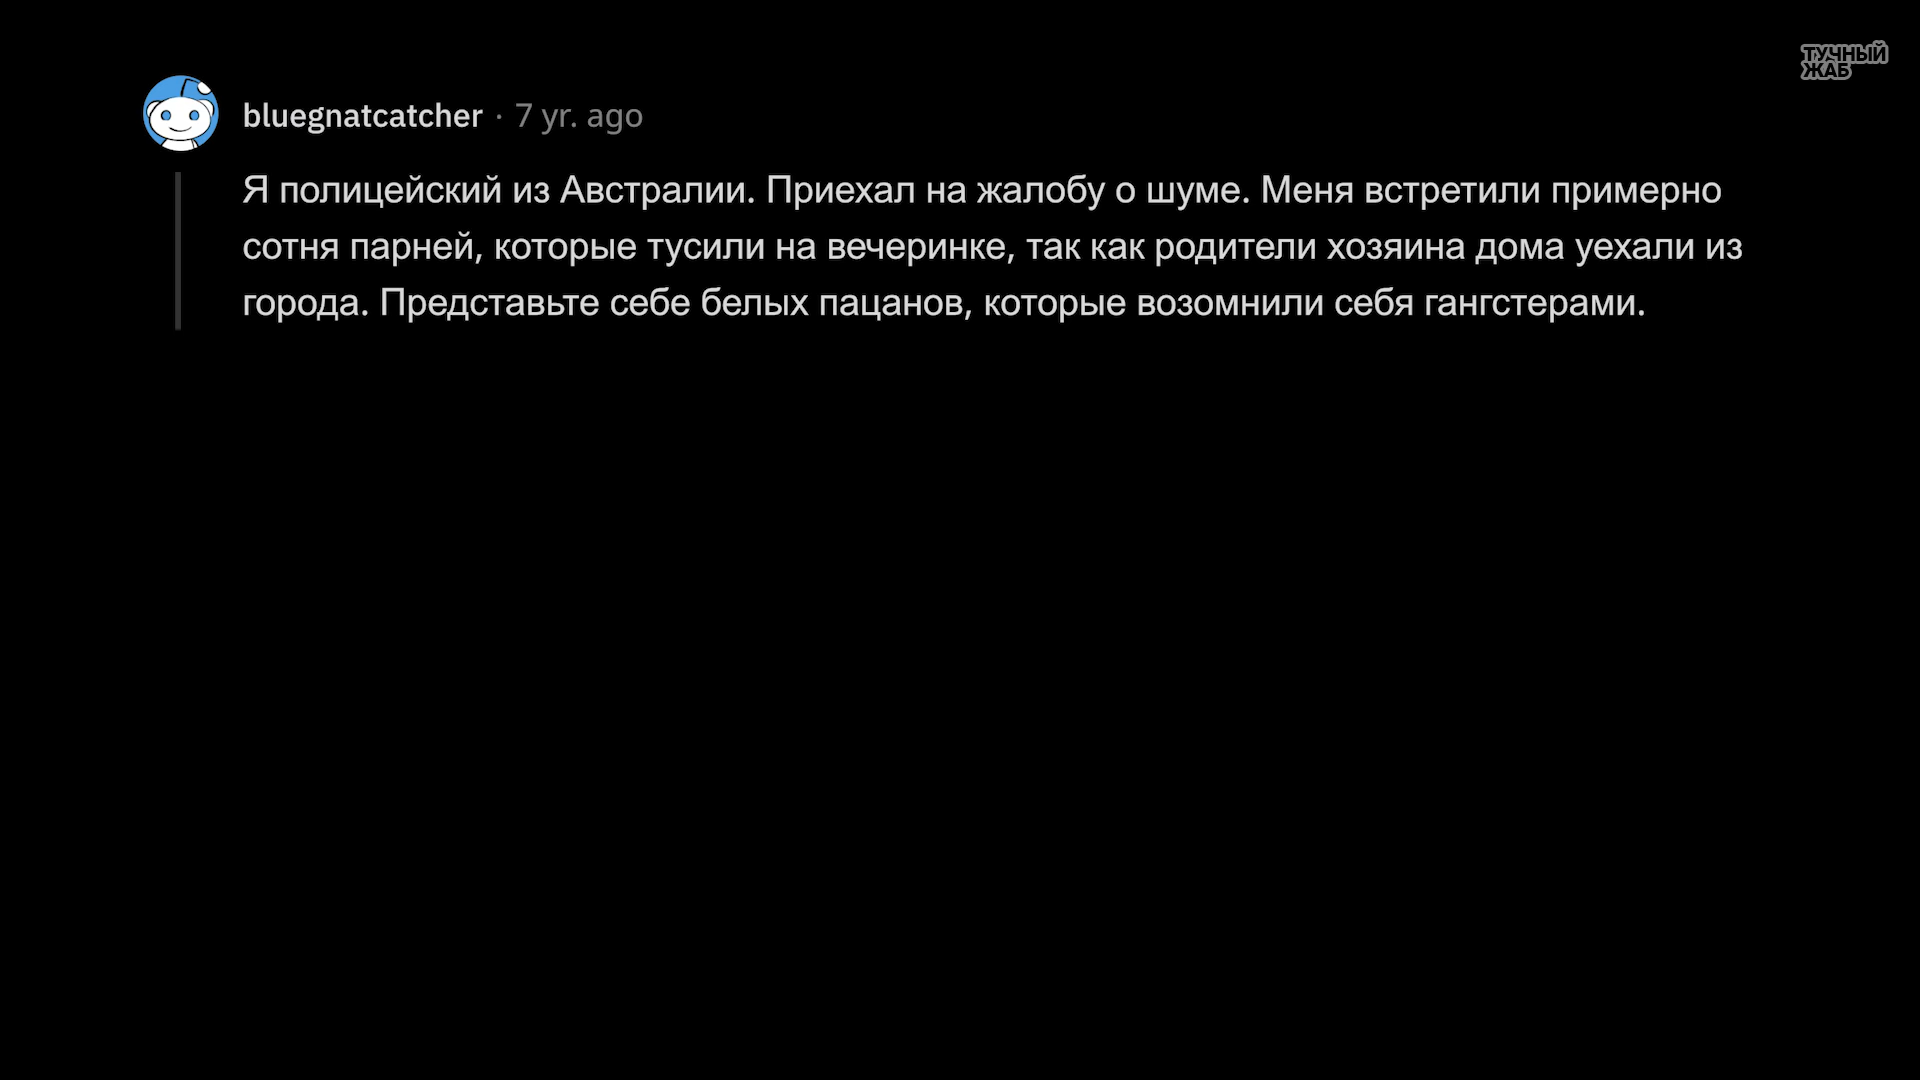 ТУЧНЫЙ
ЖАБ
bluegnatcatcher · 7 yr. ago
Я полицейский из Австралии. Приехал на жалобу о шуме. Меня встретили примерно
сотня парней, которые тусили на вечеринке, так как родители хозяина дома уехали из
города. Представьте себе белых пацанов, которые возомнили себя гангстерами.